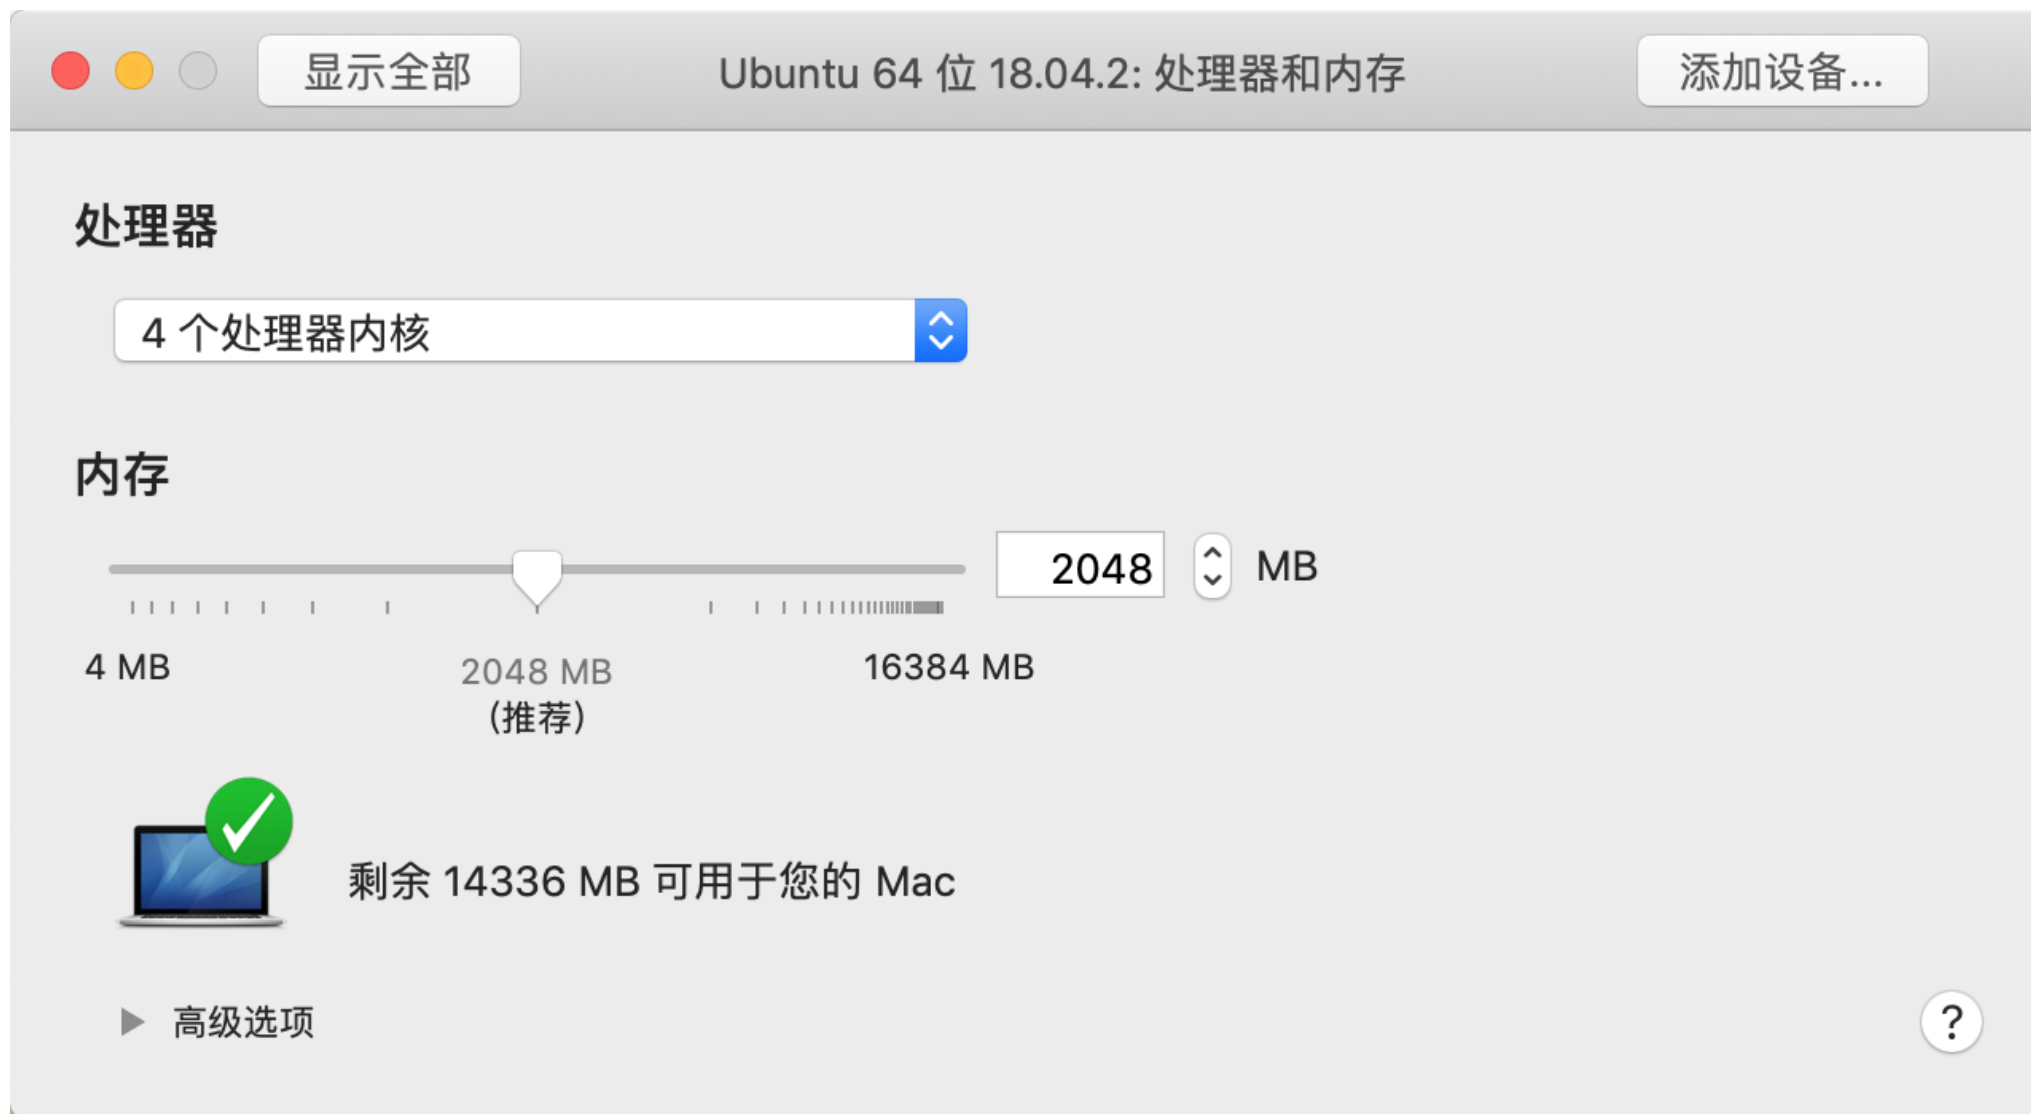 显示全部
Ubuntu 64 位 18.04.2: 处理器和内存
添加设备...
处理器
4 个处理器内核
内存
2048 MB
4 MB
2048 MB
(推荐)
16384 MB
剩余 14336 MB 可用于您的 Mac
高级选项
?